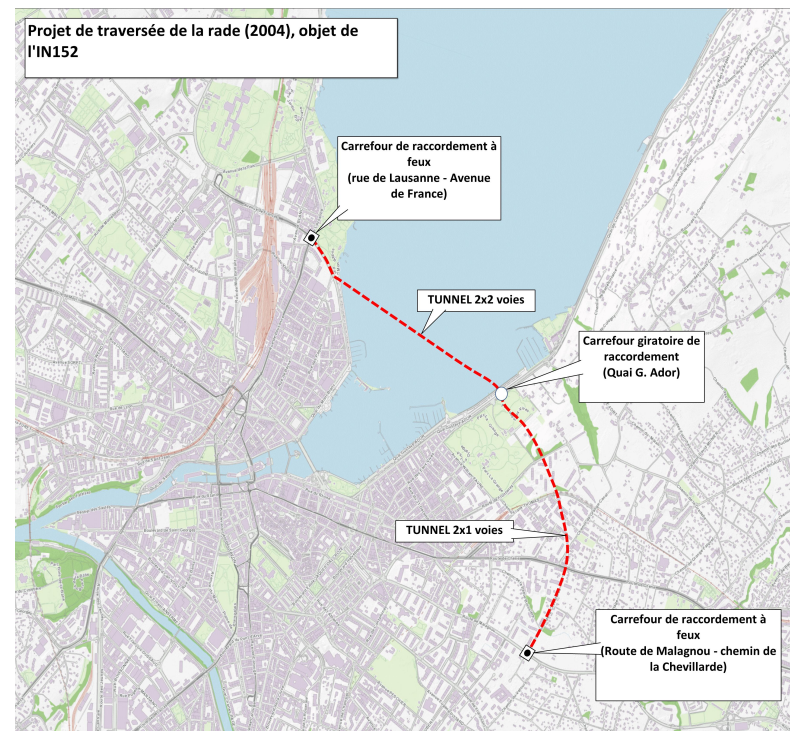 Projet de traversée de la rade (2004), objet de
l'IN152
Carrefour de raccordement à
feux
(rue de Lausanne - Avenue
de France)
TUNNEL 2x2 voies
Carrefour giratoire de
raccordement
(Quai G. Ador)
TUNNEL 2x1 voies
Carrefour de raccordement à
feux
(Route de Malagnou - chemin de
la Chevillarde)